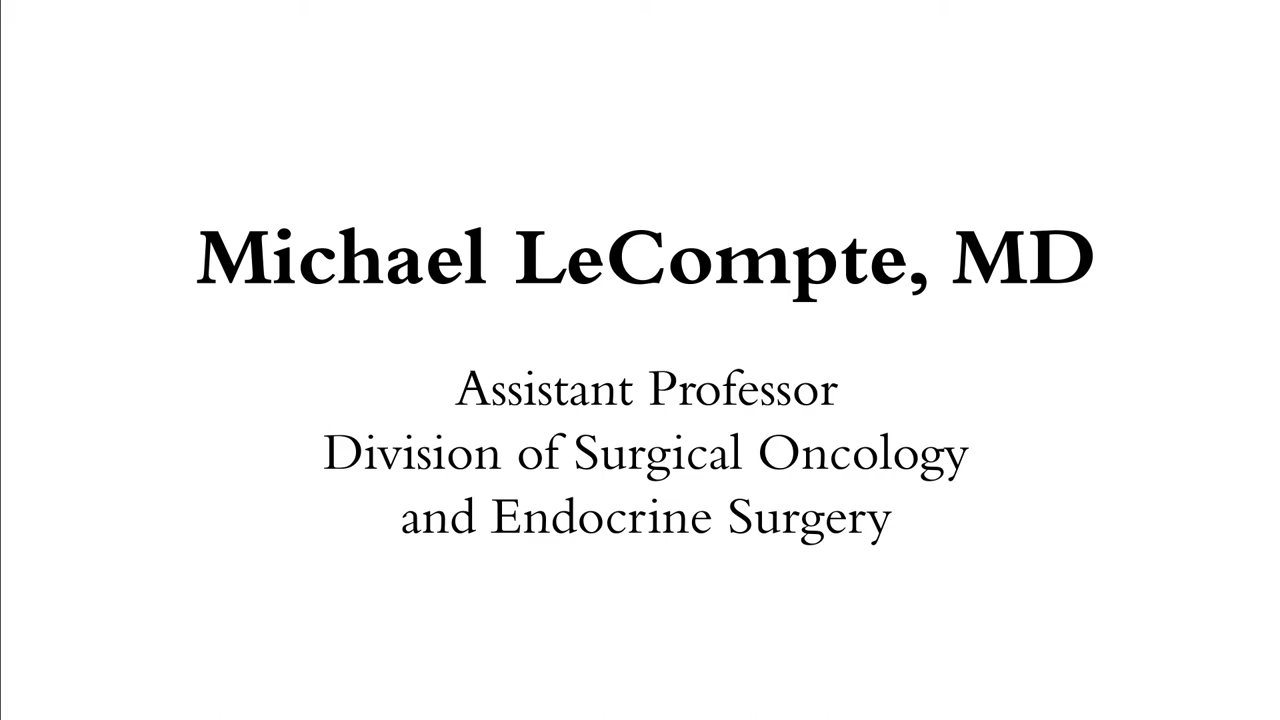 Michael LeCompte, MD
Assistant Professor
Division of Surgical Oncology
and Endocrine Surgery